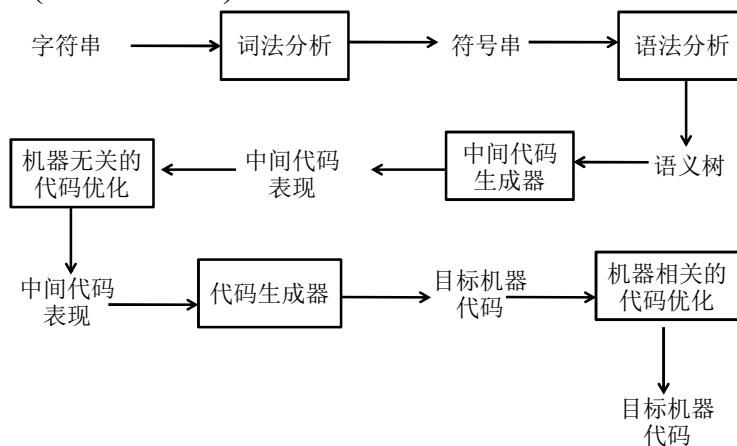 字符串
词法分析
符号串
语法分析
语义树
中间代码
生成器
中间代码
表现
机器无关的
代码优化
中间代码
表现
代码生成器
目标机器
代码
机器相关的
代码优化
目标机器
代码